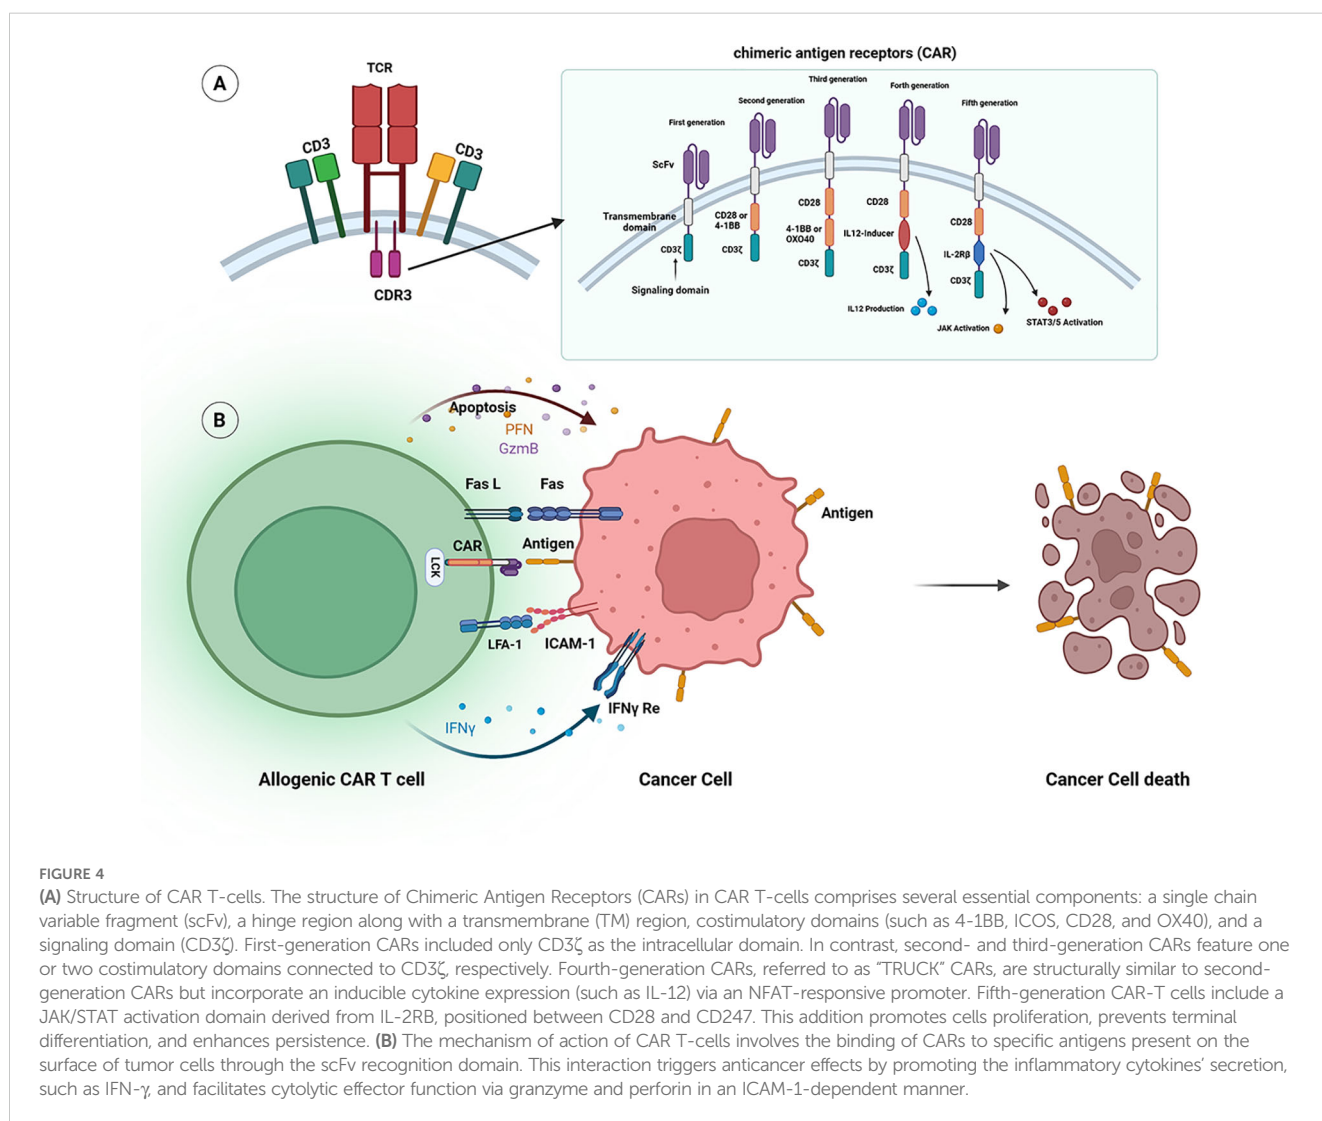 A
TCR
CD3
CD3
CDR3
chimeric antigen receptors (CAR)
First generation
Second generation
Third generation
Forth generation
Fifth generation
ScFv
Transmembrane
domain
CD3ζ
Signaling domain
CD28 or
4-1BB
CD3ζ
CD28
4-1BB or
OXO40
CD3ζ
CD28
IL12-Inducer
CD3ζ
IL12 Production
CD28
IL-2Rβ
CD3ζ
JAK Activation
STAT3/5 Activation
B
Apoptosis
PFN
GzmB
Fas L
Fas
LCK
CAR
Antigen
LFA-1
ICAM-1
IFNγ
IFNγ Re
Antigen
Allogenic CAR T cell
Cancer Cell
Cancer Cell death
FIGURE 4
(A) Structure of CAR T-cells. The structure of Chimeric Antigen Receptors (CARs) in CAR T-cells comprises several essential components: a single chain
variable fragment (scFv), a hinge region along with a transmembrane (TM) region, costimulatory domains (such as 4-1BB, ICOS, CD28, and OX40), and a
signaling domain (CD3ζ). First-generation CARs included only CD3ζ as the intracellular domain. In contrast, second- and third-generation CARs feature one
or two costimulatory domains connected to CD3ζ, respectively. Fourth-generation CARs, referred to as “TRUCK” CARs, are structurally similar to second-
generation CARs but incorporate an inducible cytokine expression (such as IL-12) via an NFAT-responsive promoter. Fifth-generation CAR-T cells include a
JAK/STAT activation domain derived from IL-2RB, positioned between CD28 and CD247. This addition promotes cells proliferation, prevents terminal
differentiation, and enhances persistence. (B) The mechanism of action of CAR T-cells involves the binding of CARs to specific antigens present on the
surface of tumor cells through the scFv recognition domain. This interaction triggers anticancer effects by promoting the inflammatory cytokines’ secretion,
such as IFN-γ, and facilitates cytolytic effector function via granzyme and perforin in an ICAM-1-dependent manner.